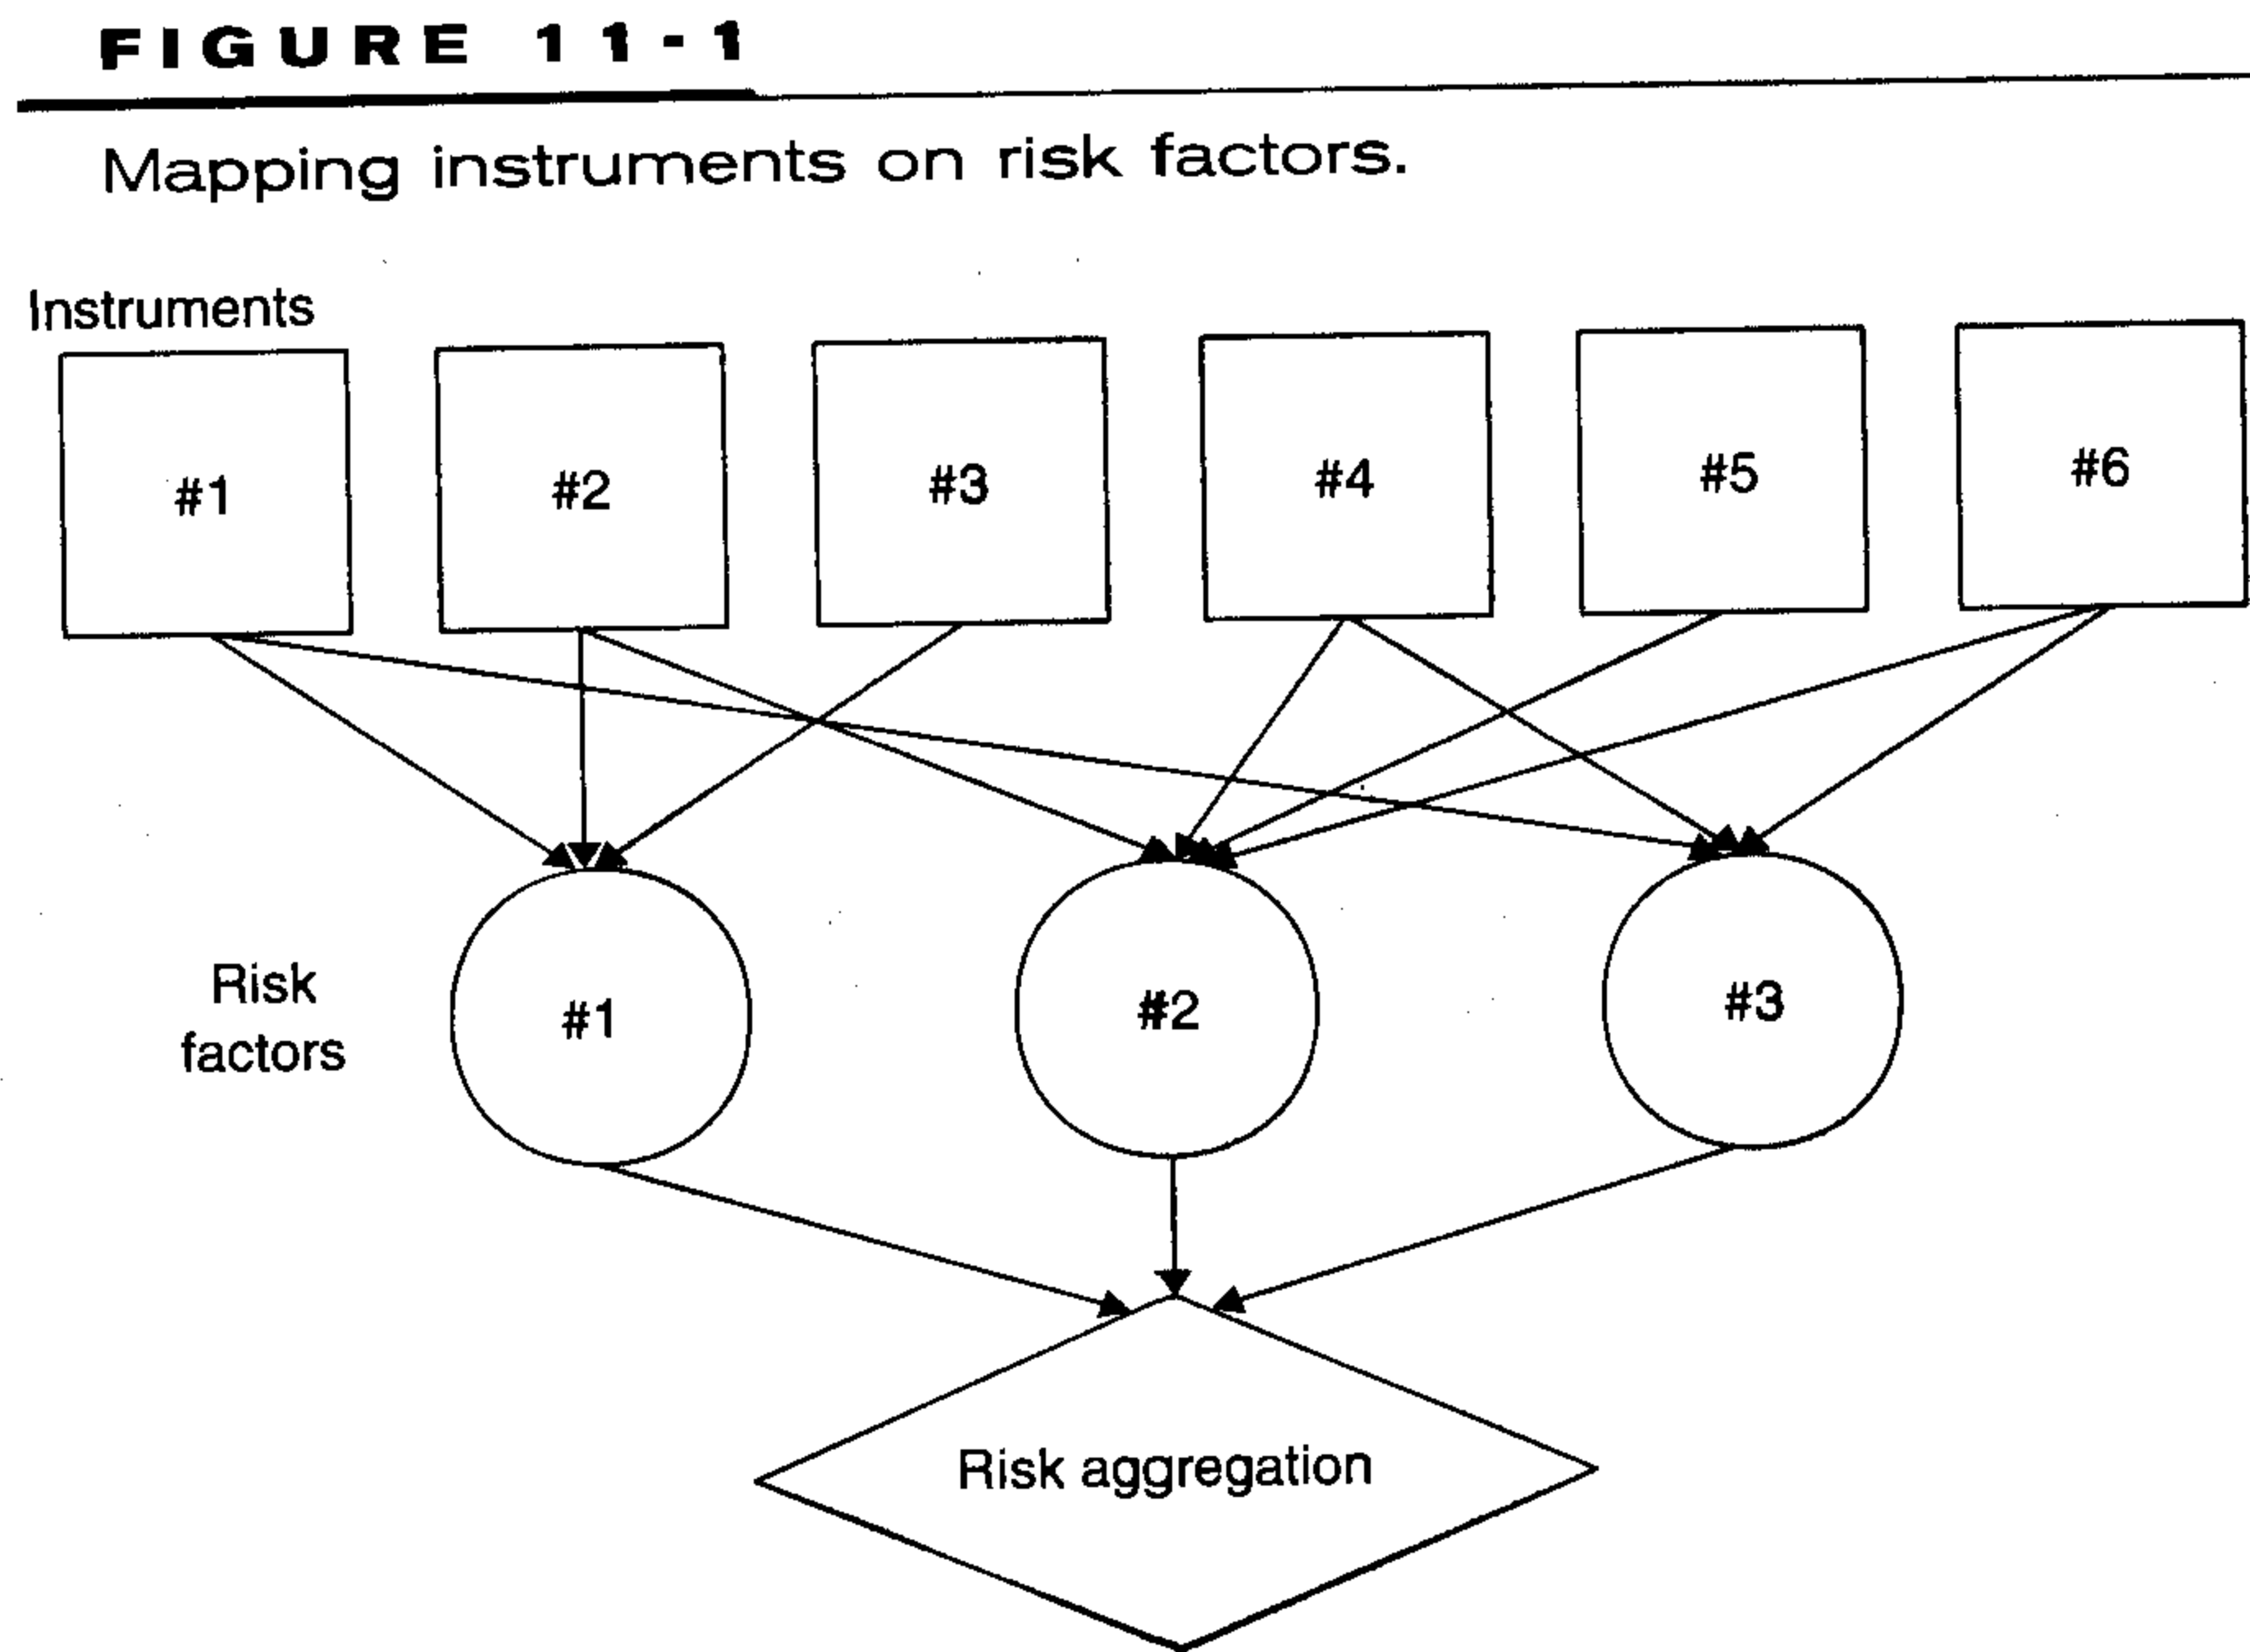 FIGURE 11-1
Mapping instruments on risk factors.
Instruments
#1 #2 #3 #4 #5 #6
Risk
factors
#1 #2 #3
Risk aggregation